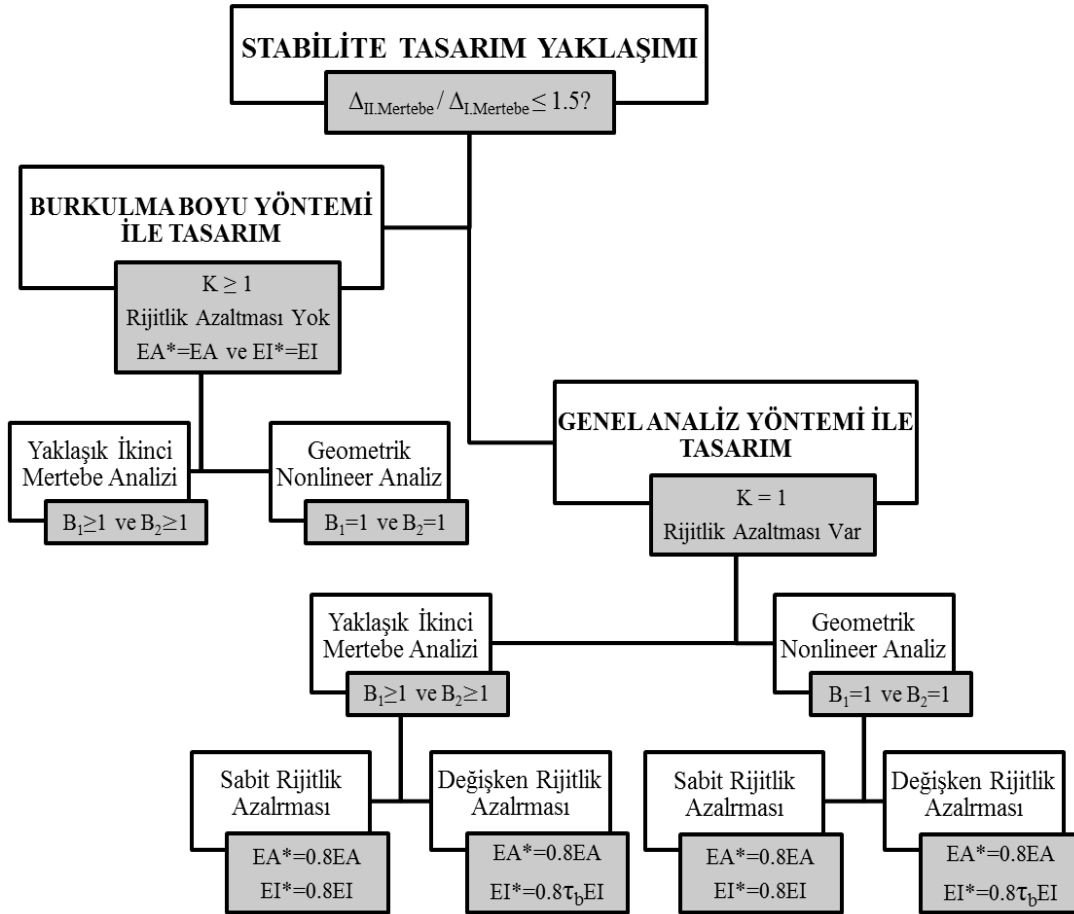 STABİLİTE TASARIM YAKLAŞIMI
ΔII.Mertebe / ΔI.Mertebe ≤ 1.5?
BURKULMA BOYU YÖNTEMİ
İLE TASARIM
K ≥ 1
Rijitlik Azaltması Yok
EA*=EA ve EI*=EI
Yaklaşık İkinci
Mertebe Analizi
B1≥1 ve B2≥1
Geometrik
Nonlineer Analiz
B1=1 ve B2=1
GENEL ANALİZ YÖNTEMİ İLE
TASARIM
K = 1
Rijitlik Azaltması Var
Yaklaşık İkinci
Mertebe Analizi
B1≥1 ve B2≥1
Geometrik
Nonlineer Analiz
B1=1 ve B2=1
Sabit Rijitlik
Azalrması
EA*=0.8EA
EI*=0.8EI
Değişken Rijitlik
Azalrması
EA*=0.8EA
EI*=0.8τbEI
Sabit Rijitlik
Azalrması
EA*=0.8EA
EI*=0.8EI
Değişken Rijitlik
Azalrması
EA*=0.8EA
EI*=0.8τbEI